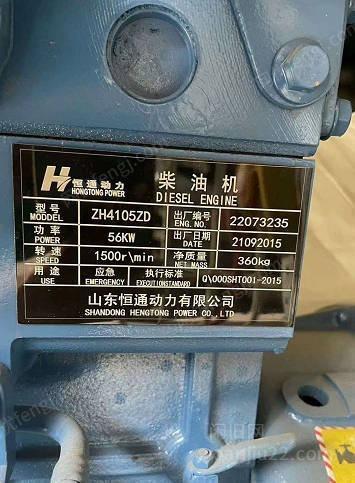 恒通动力
HONGTONG POWER
柴油机
DIESEL ENGINE
型号 MODDEL ZH4105ZD 出厂编号 ENG.NO. 22073235
功率 POWER 56KW 出厂日期 DATE 21092015
转速 SPEED 1500r\min 净质量 NET MASS 360kg
用途 USE 应急 EMERGENCY 执行标准 EXECUTIONSTANDARD Q\000SHT001-2015
山东恒通动力有限公司
SHANDONG HENGTONG POWER CO., LTD